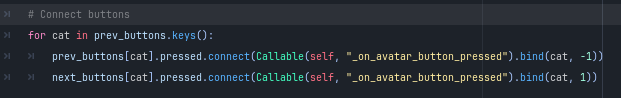 # Connect buttons
for cat in prev_buttons.keys():
prev_buttons[cat].pressed.connect(Callable(self, "_on_avatar_button_pressed").bind(cat, -1))
next_buttons[cat].pressed.connect(Callable(self, "_on_avatar_button_pressed").bind(cat, 1))